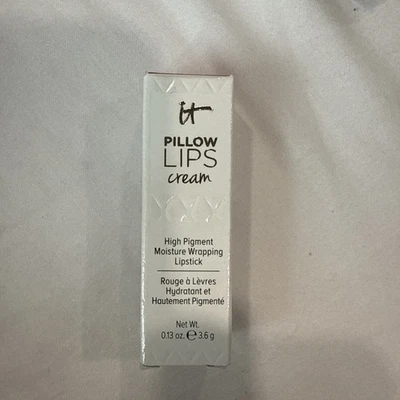 it
PILLOW
LIPS
cream
High Pigment
Moisture Wrapping
Lipstick
Rouge à Lèvres
Hydratant et
Hautement Pigmenté
Net Wt.
0.13 oz. ℮ 3.6 g